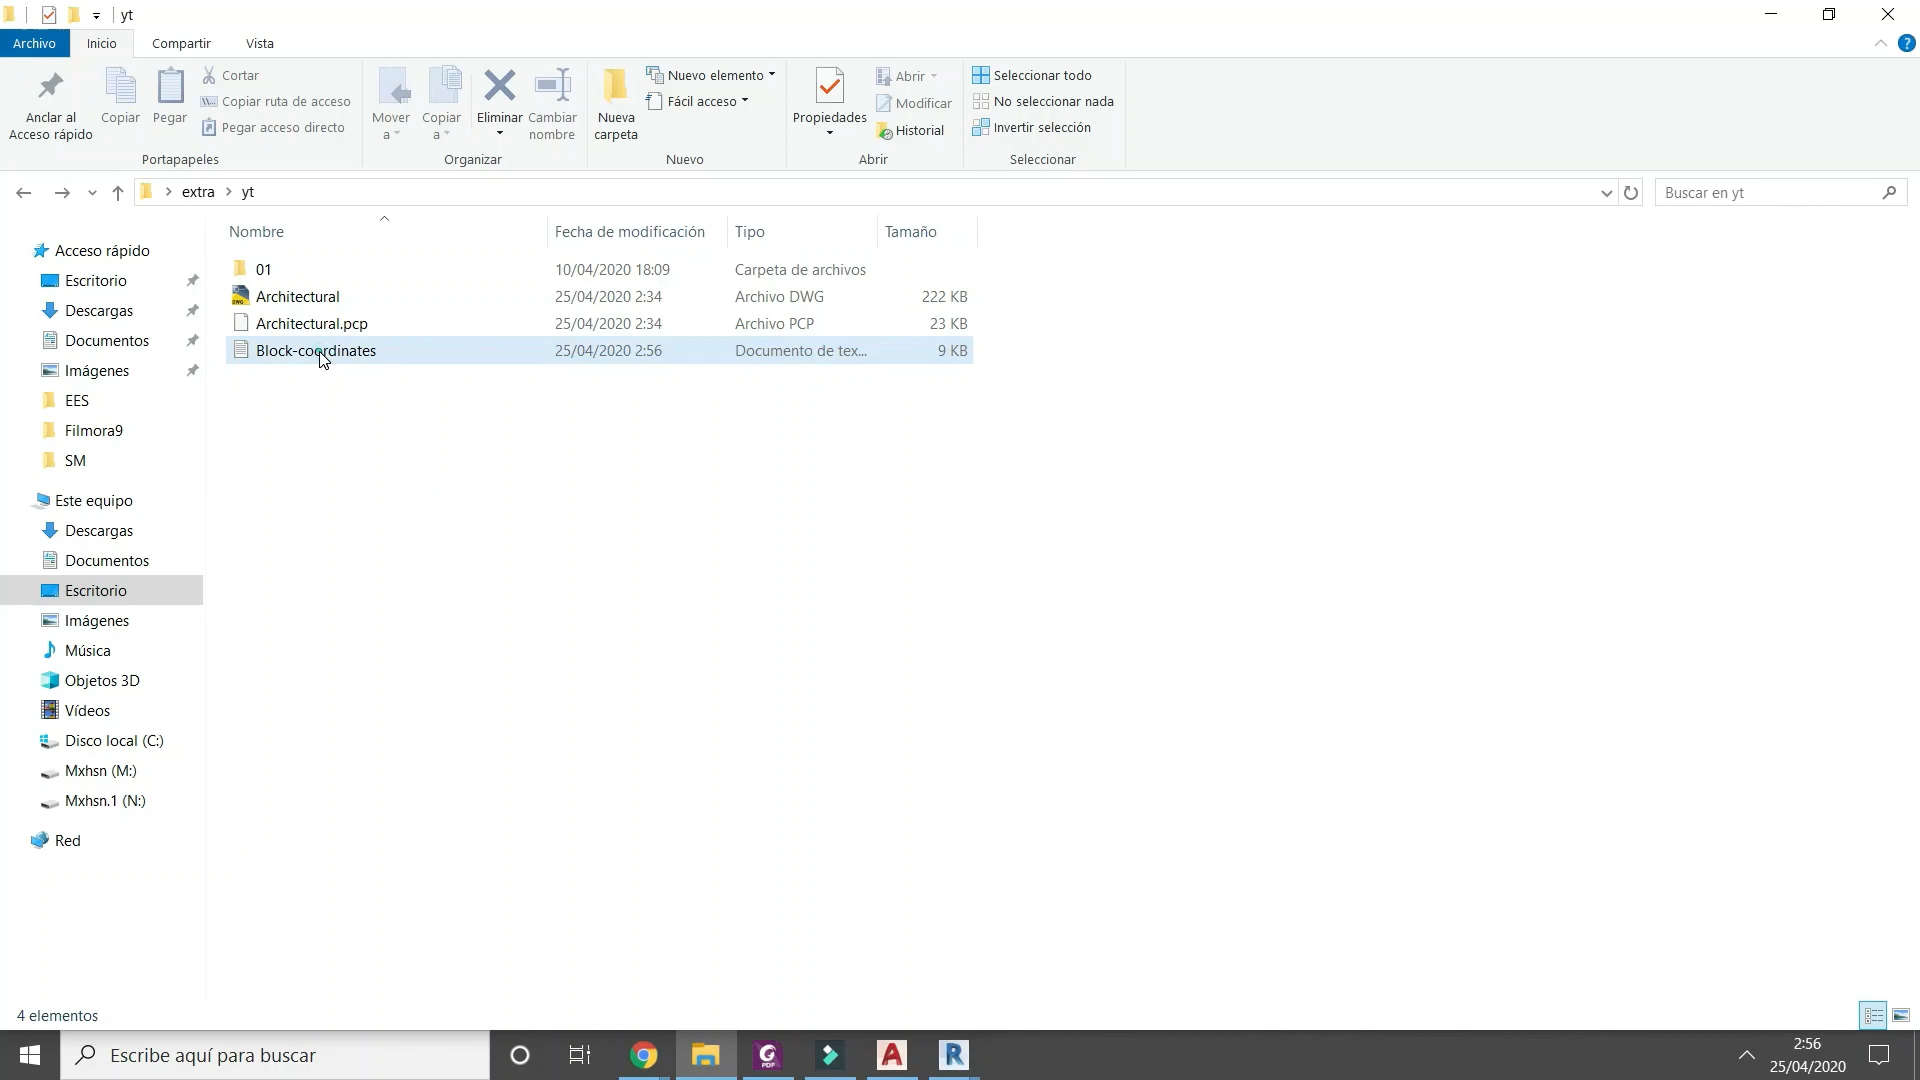 yt
Archivo
Inicio
Compartir
Vista
Anclar al
Acceso rápido
Copiar
Pegar
Cortar
Copiar ruta de acceso
Pegar acceso directo
Portapapeles
Mover
a
Copiar
a
Eliminar
Cambiar
nombre
Organizar
Nueva
carpeta
Nuevo elemento
Fácil acceso
Nuevo
Propiedades
Abrir
Modificar
Historial
Abrir
Seleccionar todo
No seleccionar nada
Invertir selección
Seleccionar
extra
yt
Buscar en yt
Nombre
Fecha de modificación
Tipo
Tamaño
01 10/04/2020 18:09 Carpeta de archivos
Architectural 25/04/2020 2:34 Archivo DWG 222 KB
Architectural.pcp 25/04/2020 2:34 Archivo PCP 23 KB
Block-coordinates 25/04/2020 2:56 Documento de tex... 9 KB
Acceso rápido
Escritorio
Descargas
Documentos
Imágenes
EES
Filmora9
SM
Este equipo
Descargas
Documentos
Escritorio
Imágenes
Música
Objetos 3D
Vídeos
Disco local (C:)
Mxhsn (M:)
Mxhsn.1 (N:)
Red
4 elementos
Escribe aquí para buscar
2:56
25/04/2020